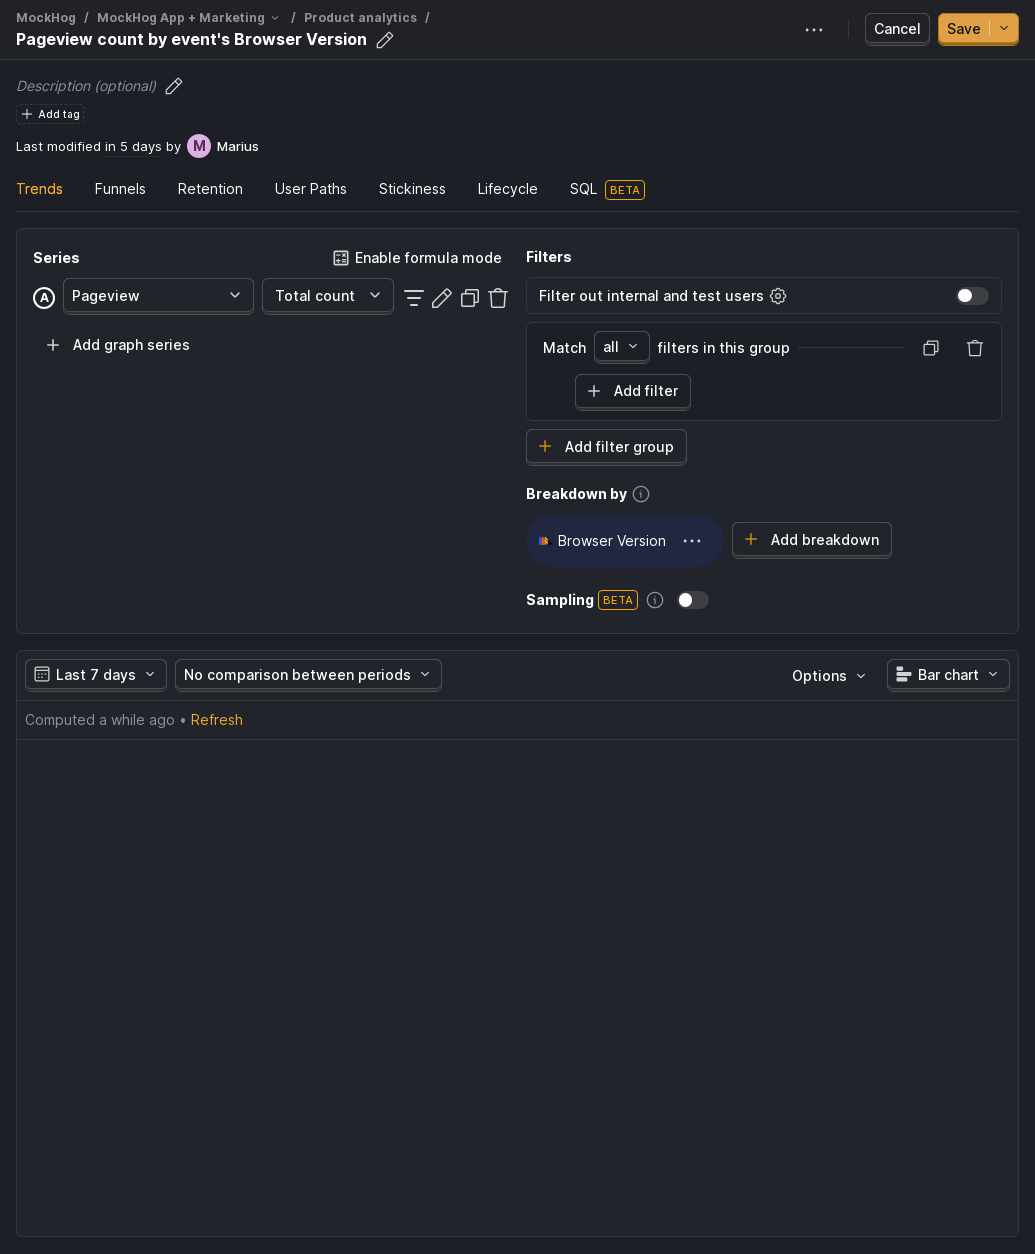 MockHog / MockHog App + Marketing / Product analytics /
Pageview count by event's Browser Version
Cancel
Save
Description (optional)
Add tag
Last modified in 5 days by M Marius
Trends Funnels Retention User Paths Stickiness Lifecycle SQL BETA
Series
Enable formula mode
A Pageview Total count
Add graph series
Filters
Filter out internal and test users
Match all filters in this group
Add filter
Add filter group
Breakdown by
Browser Version
Add breakdown
Sampling BETA
Last 7 days
No comparison between periods
Options
Bar chart
Computed a while ago • Refresh